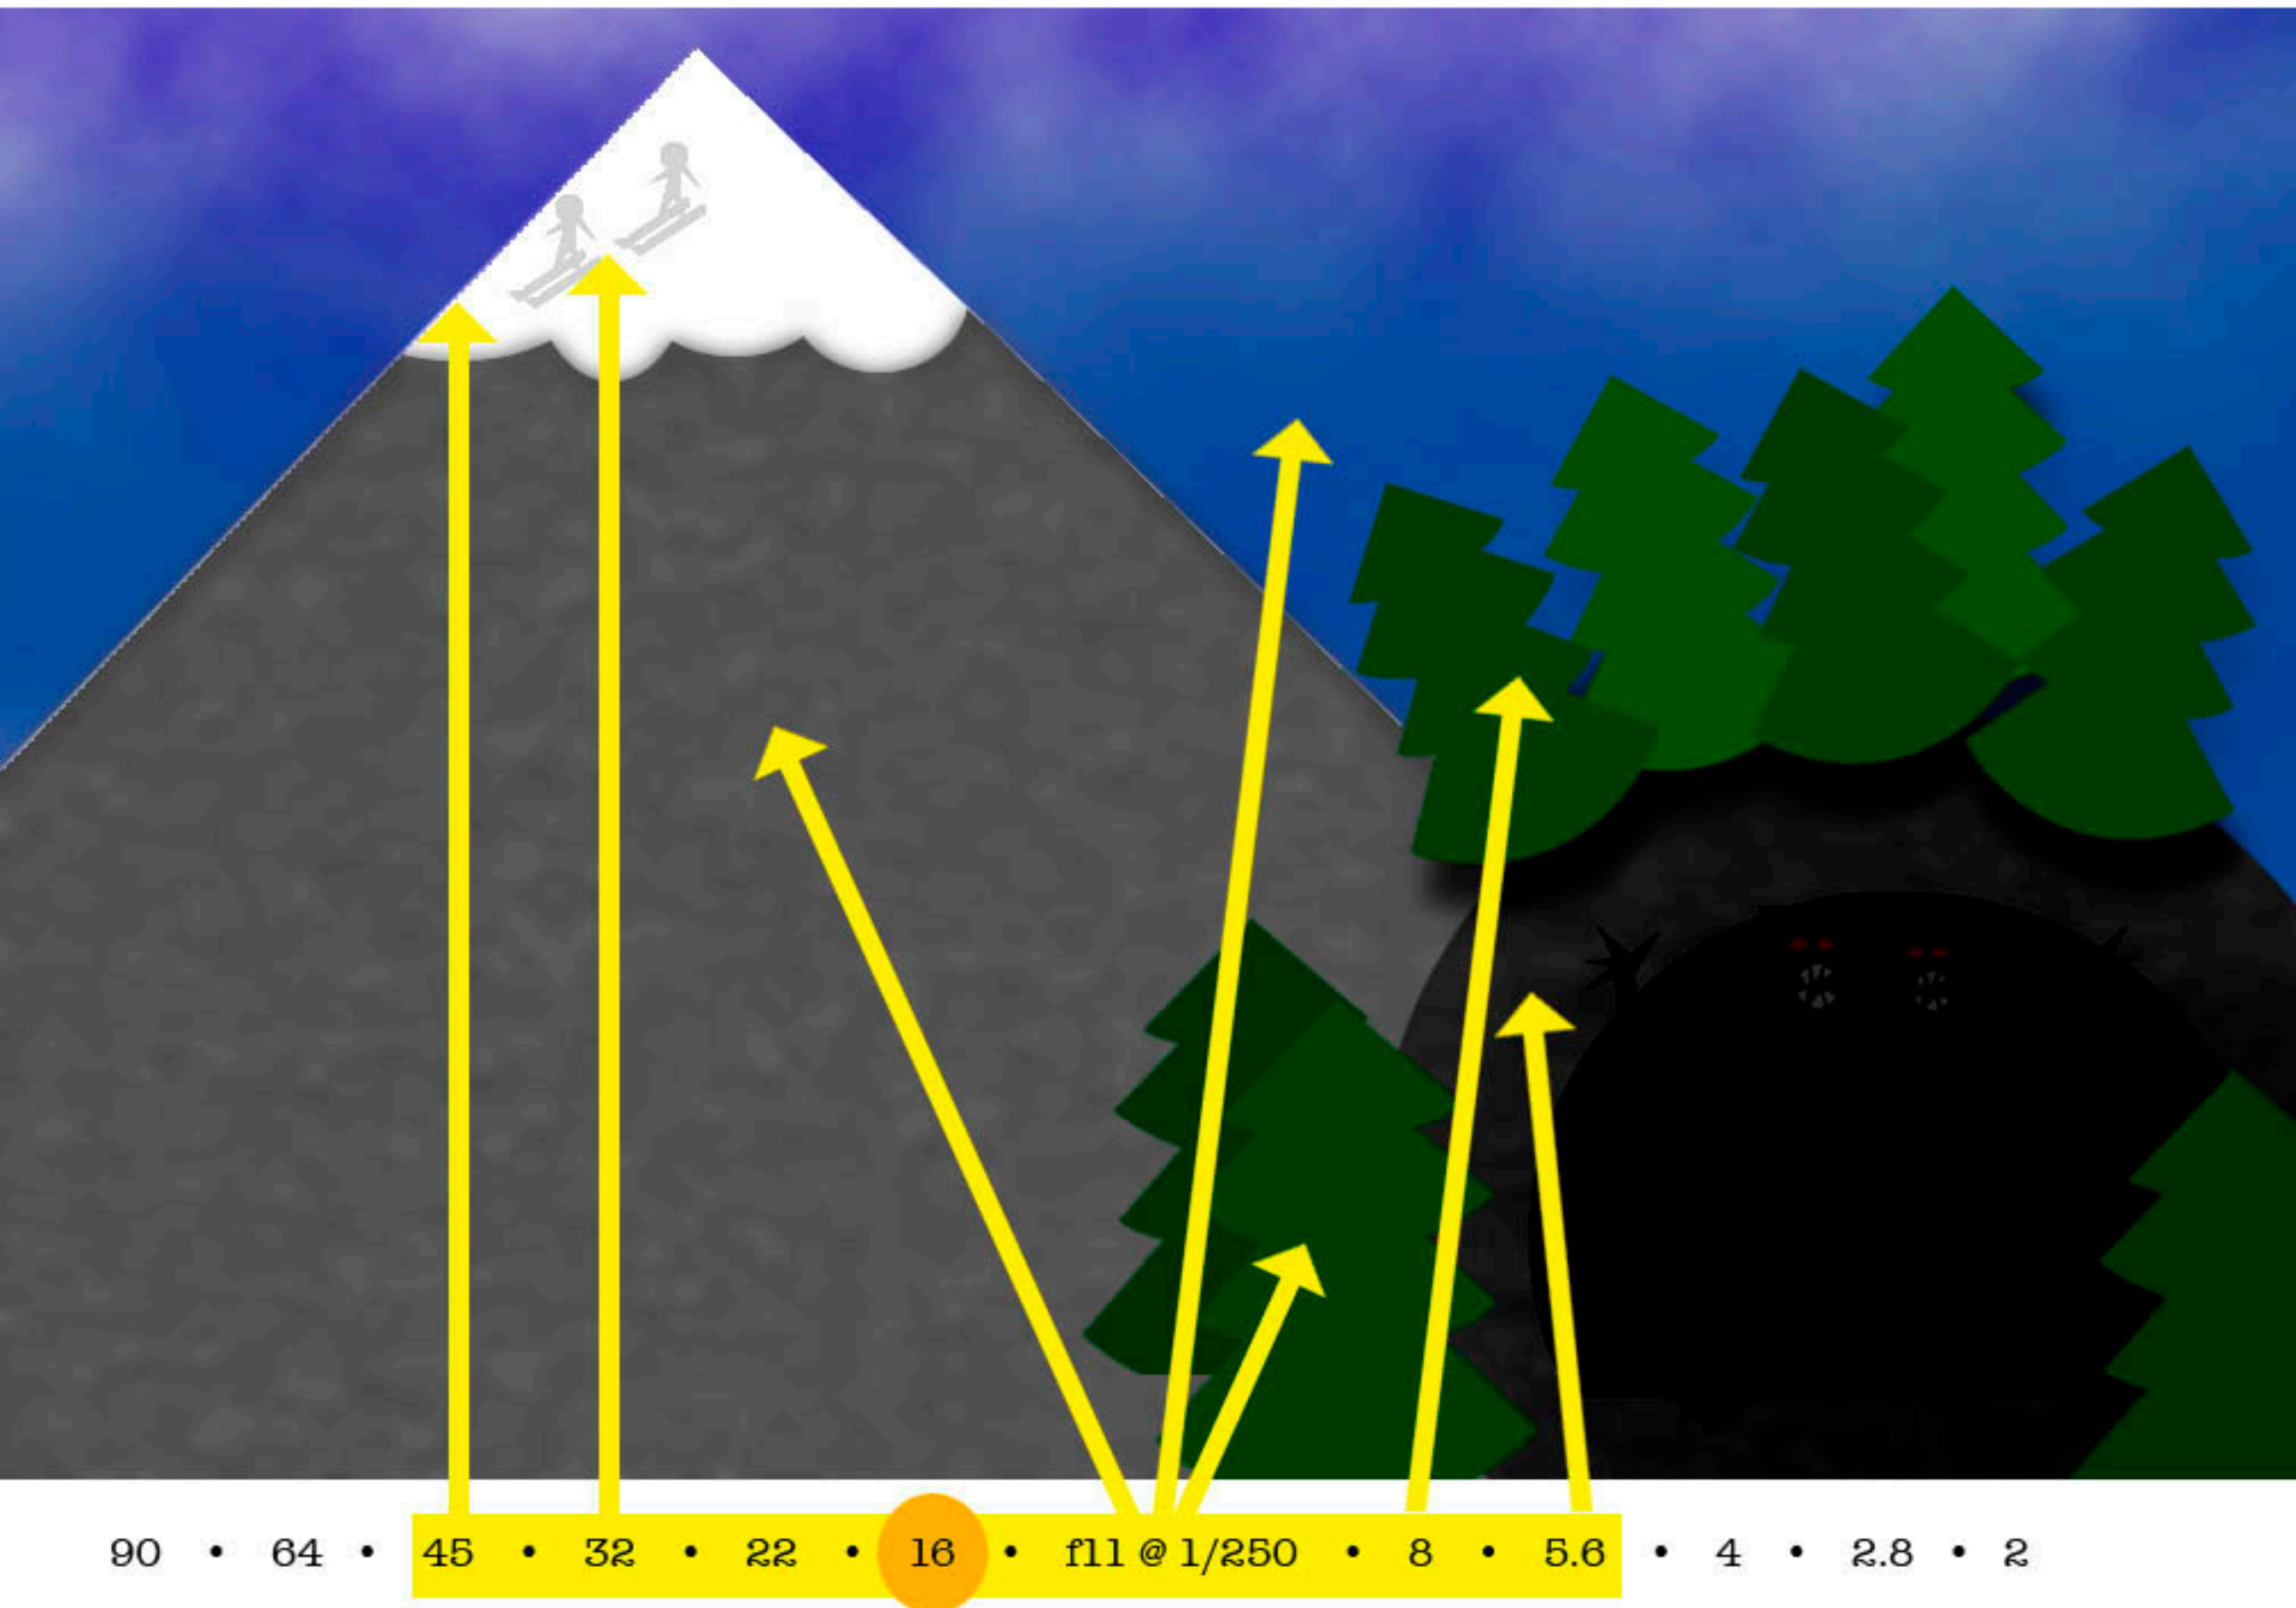 90 • 64 • 45 • 32 • 22 • 16 • f11 @ 1/250 • 8 • 5.6 • 4 • 2.8 • 2